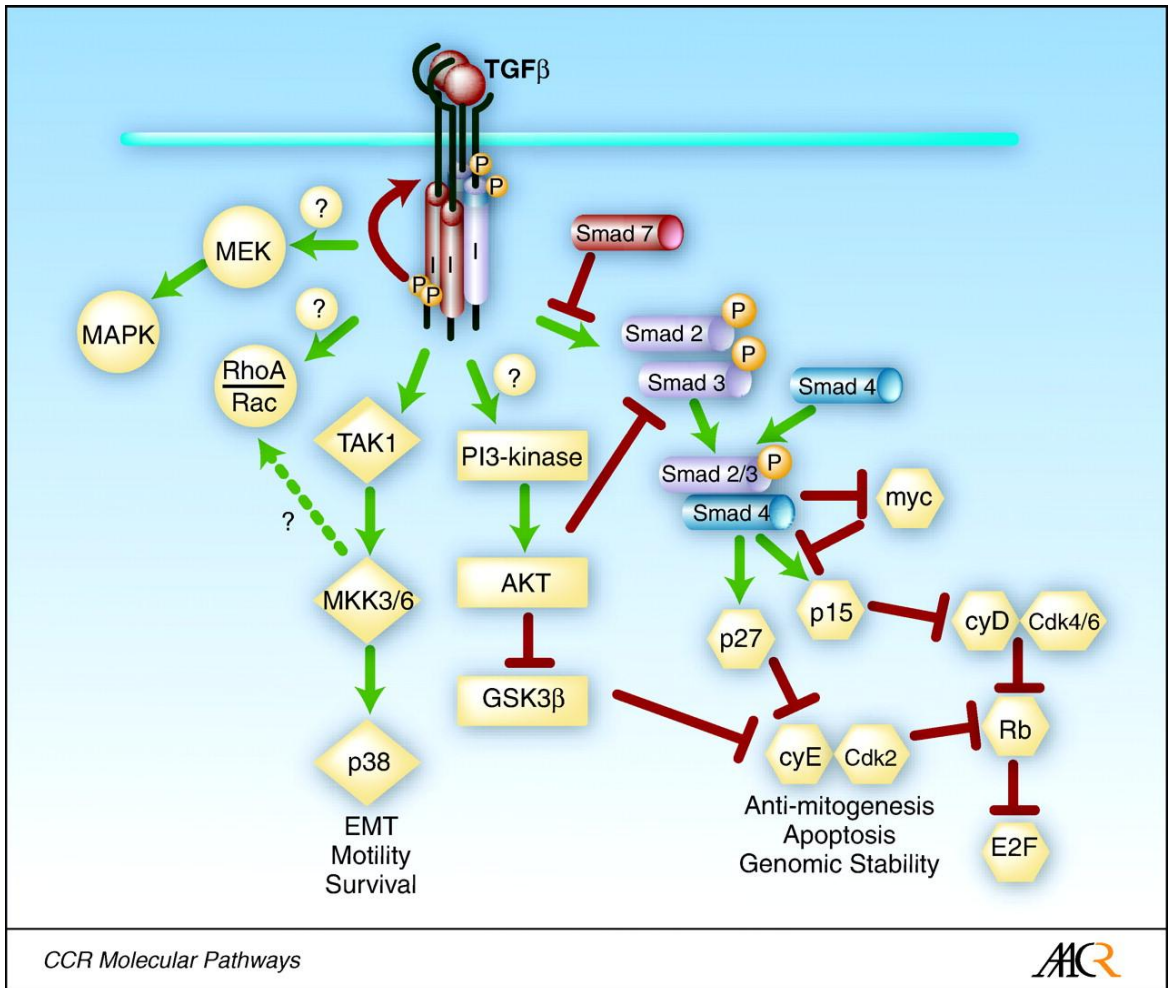 TGFβ
P
P
?
Smad 7
MEK
I
I
I
P
P
P
MAPK
?
Smad 2
P
RhoA
Rac
?
Smad 3
Smad 4
TAK1
PI3-kinase
Smad 2/3
P
Smad 4
myc
?
AKT
MKK3/6
p15
p27
cyD
Cdk4/6
GSK3β
Rb
p38
cyE
Cdk2
EMT
Motility
Survival
Anti-mitogenesis
Apoptosis
Genomic Stability
E2F
CCR Molecular Pathways
AACR